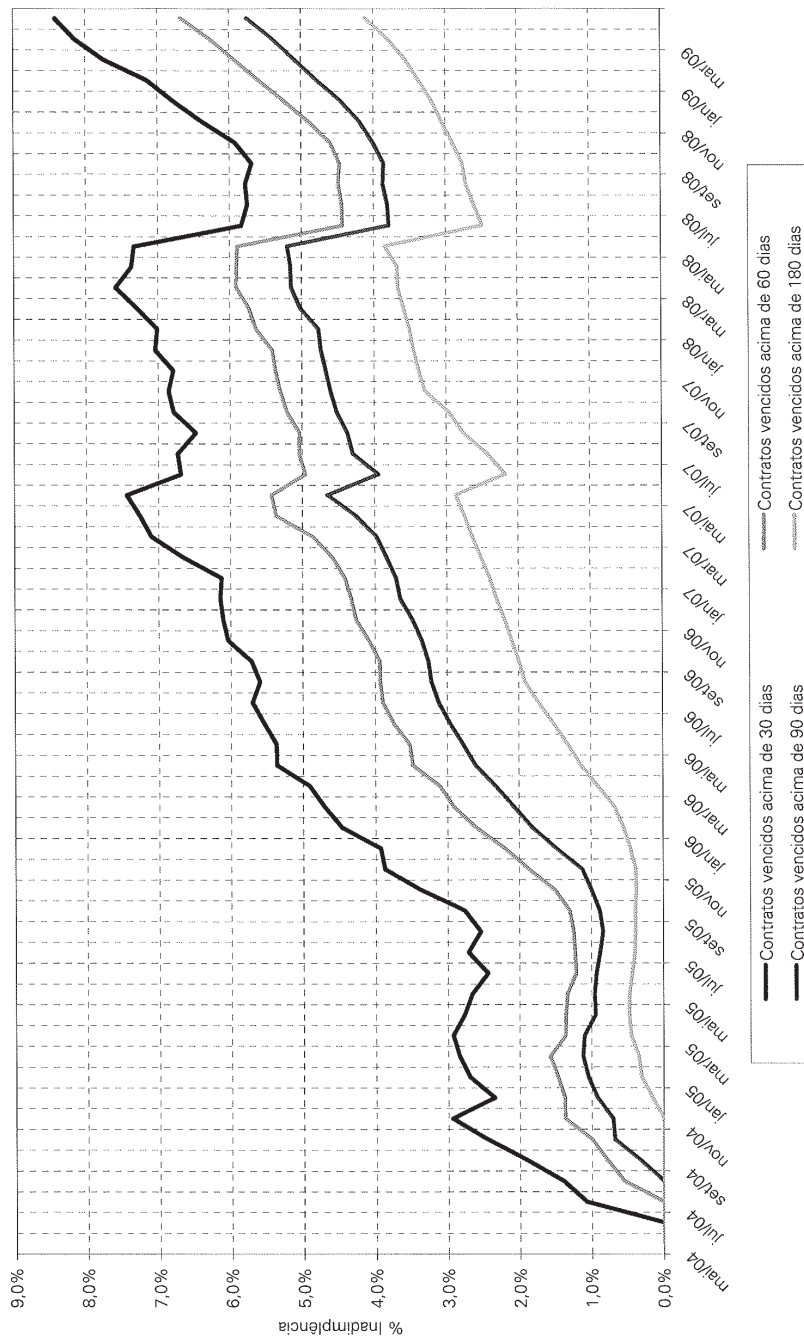 9,0%
8,0%
7,0%
6,0%
5,0%
4,0%
3,0%
2,0%
1,0%
0,0%
% Inadimplência
mai/04
jul/04
set/04
nov/04
jan/05
mar/05
mai/05
jul/05
set/05
nov/05
jan/06
mar/06
mai/06
jul/06
set/06
nov/06
jan/07
mar/07
mai/07
jul/07
set/07
nov/07
jan/08
mar/08
mai/08
jul/08
set/08
nov/08
jan/09
mar/09
Contratos vencidos acima de 30 dias
Contratos vencidos acima de 60 dias
Contratos vencidos acima de 90 dias
Contratos vencidos acima de 180 dias